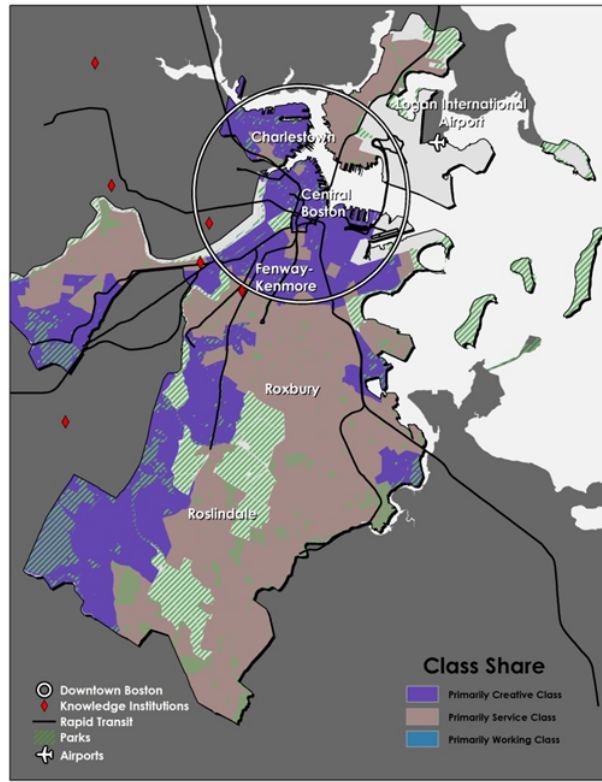 Logan International
Airport
Charlestown
Central
Boston
Fenway-
Kenmore
Roxbury
Roslindale
Class Share
Primarily Creative Class
Primarily Service Class
Primarily Working Class
Downtown Boston
Knowledge Institutions
Rapid Transit
Parks
Airports